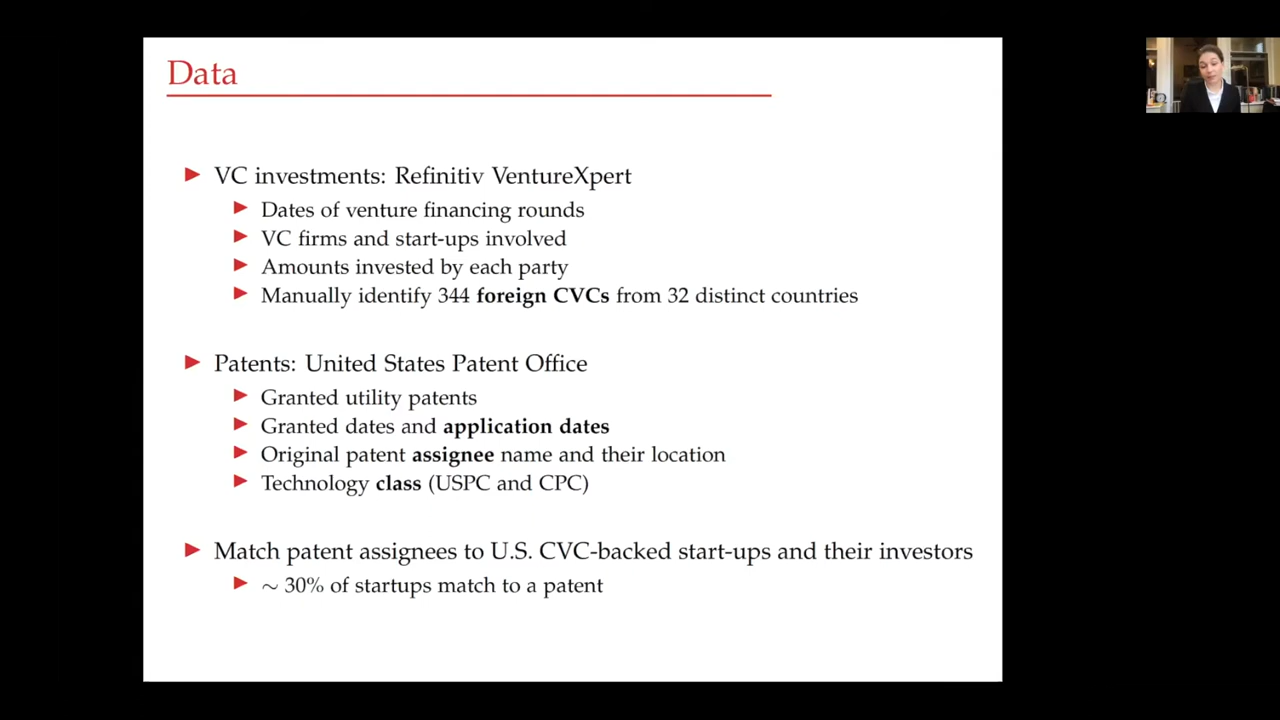 Data
▶ VC investments: Refinitiv VentureXpert
▶ Dates of venture financing rounds
▶ VC firms and start-ups involved
▶ Amounts invested by each party
▶ Manually identify 344 foreign CVCs from 32 distinct countries
▶ Patents: United States Patent Office
▶ Granted utility patents
▶ Granted dates and application dates
▶ Original patent assignee name and their location
▶ Technology class (USPC and CPC)
▶ Match patent assignees to U.S. CVC-backed start-ups and their investors
▶ ∼ 30% of startups match to a patent